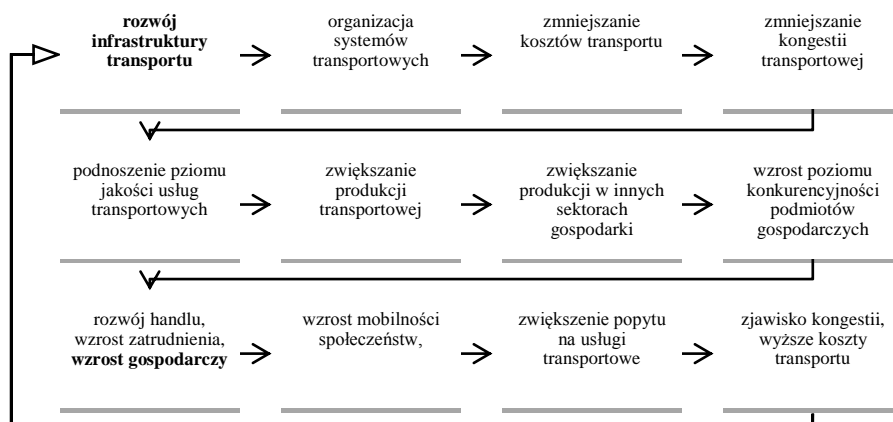 rozwój
infrastruktury
transportu
organizacja
systemów
transportowych
zmniejszanie
kosztów transportu
zmniejszanie
kongestii
transportowej
podnoszenie pziomu
jakości usług
transportowych
zwiększanie
produkcji
transportowej
zwiększanie
produkcji w innych
sektorach
gospodarki
wzrost poziomu
konkurencyjności
podmiotów
gospodarczych
rozwój handlu,
wzrost zatrudnienia,
wzrost gospodarczy
wzrost mobilności
społeczeństw,
zwiększenie popytu
na usługi
transportowe
zjawisko kongestii,
wyższe koszty
transportu